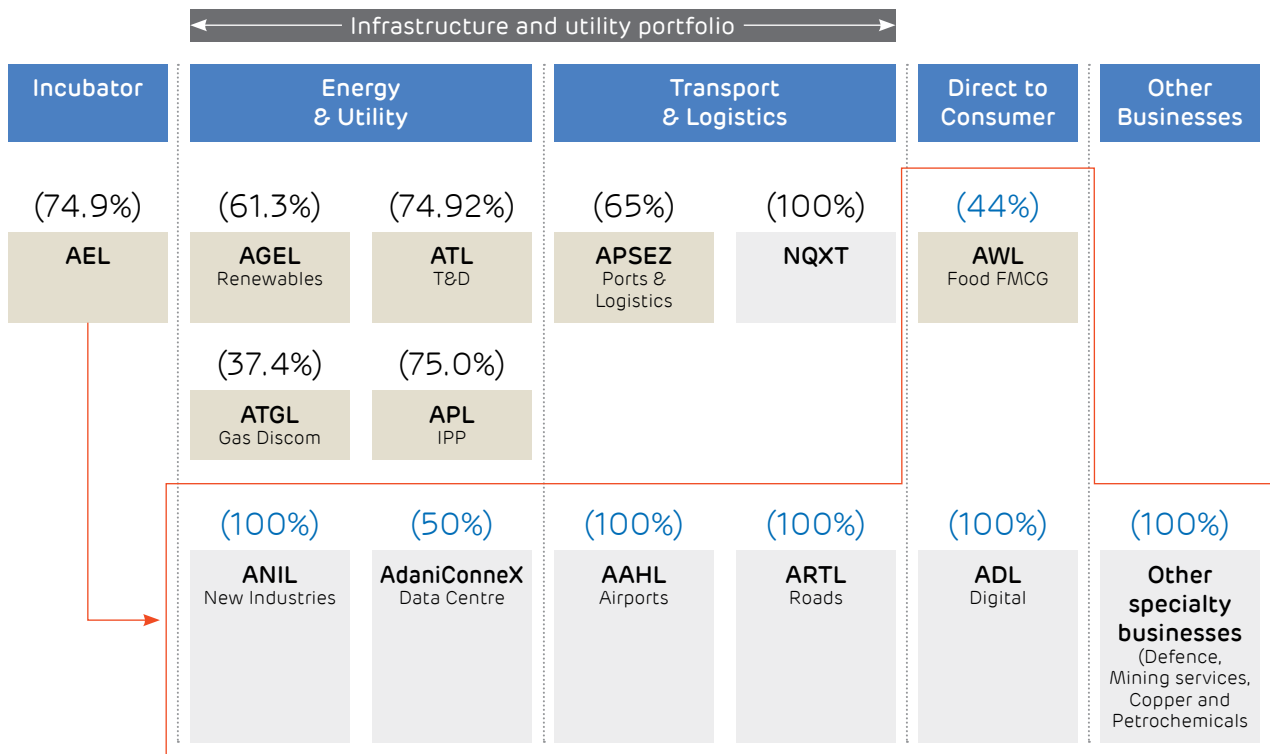 Infrastructure and utility portfolio
Incubator
Energy
& Utility
Transport
& Logistics
Direct to
Consumer
Other
Businesses
(74.9%)
AEL
(61.3%)
AGEL
Renewables
(74.92%)
ATL
T&D
(65%)
APSEZ
Ports &
Logistics
(100%)
NQXT
(44%)
AWL
Food FMCG
(37.4%)
ATGL
Gas Discom
(75.0%)
APL
IPP
(100%)
ANIL
New Industries
(50%)
AdaniConneX
Data Centre
(100%)
AAHL
Airports
(100%)
ARTL
Roads
(100%)
ADL
Digital
(100%)
Other
specialty
businesses
(Defence,
Mining services,
Copper and
Petrochemicals